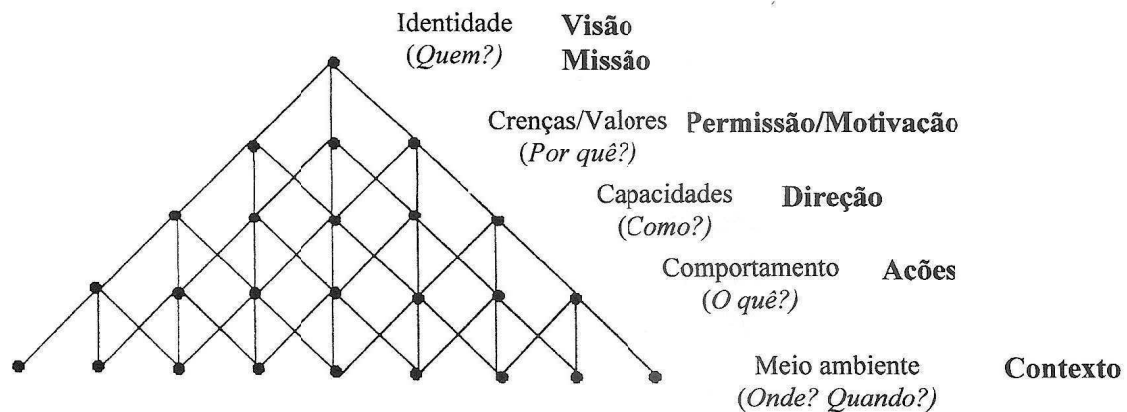 Identidade Visão
(Quem?) Missão
Crenças/Valores Permissão/Motivacão
(Por quê?)
Capacidades Direção
(Como?)
Comportamento Acões
(O quê?)
Meio ambiente Contexto
(Onde? Quando?)